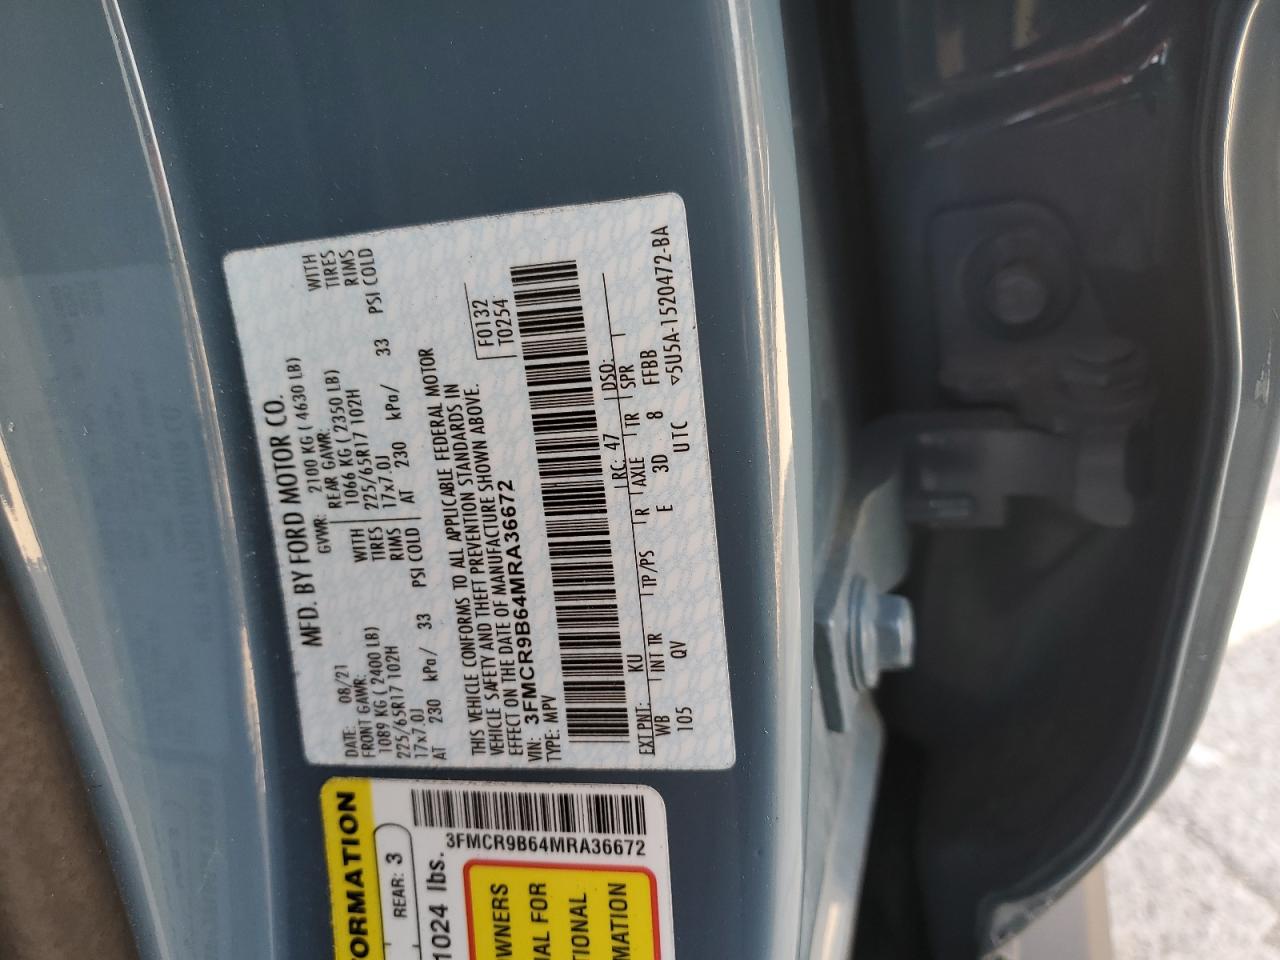 MFD. BY FORD MOTOR CO.
DATE: 08/21 GVWR: 2100 KG ( 4630 LB)
FRONT GAWR: REAR GAWR:
1089 KG ( 2400 LB) WITH 1066 KG ( 2350 LB) WITH
225/65R17 102H TIRES 225/65R17 102H TIRES
17x7.0J RIMS 17x7.0J RIMS
AT 230 kPa/ 33 PSI COLD AT 230 kPa/ 33 PSI COLD
THIS VEHICLE CONFORMS TO ALL APPLICABLE FEDERAL MOTOR
VEHICLE SAFETY AND THEFT PREVENTION STANDARDS IN
EFFECT ON THE DATE OF MANUFACTURE SHOWN ABOVE.
VIN: 3FMCR9B64MRA36672
TYPE: MPV
F0132
T0254
EXT PNT: KU RC: 47 DSO:
WB INT TR TP/PS R AXLE TR SPR
105 QV E 3D 8 FFBB
UTC ▽5U5A-1520472-BA
ORMATION
REAR: 3
1024 lbs.
3FMCR9B64MRA36672
WNERS
AL FOR
TIONAL
MATION